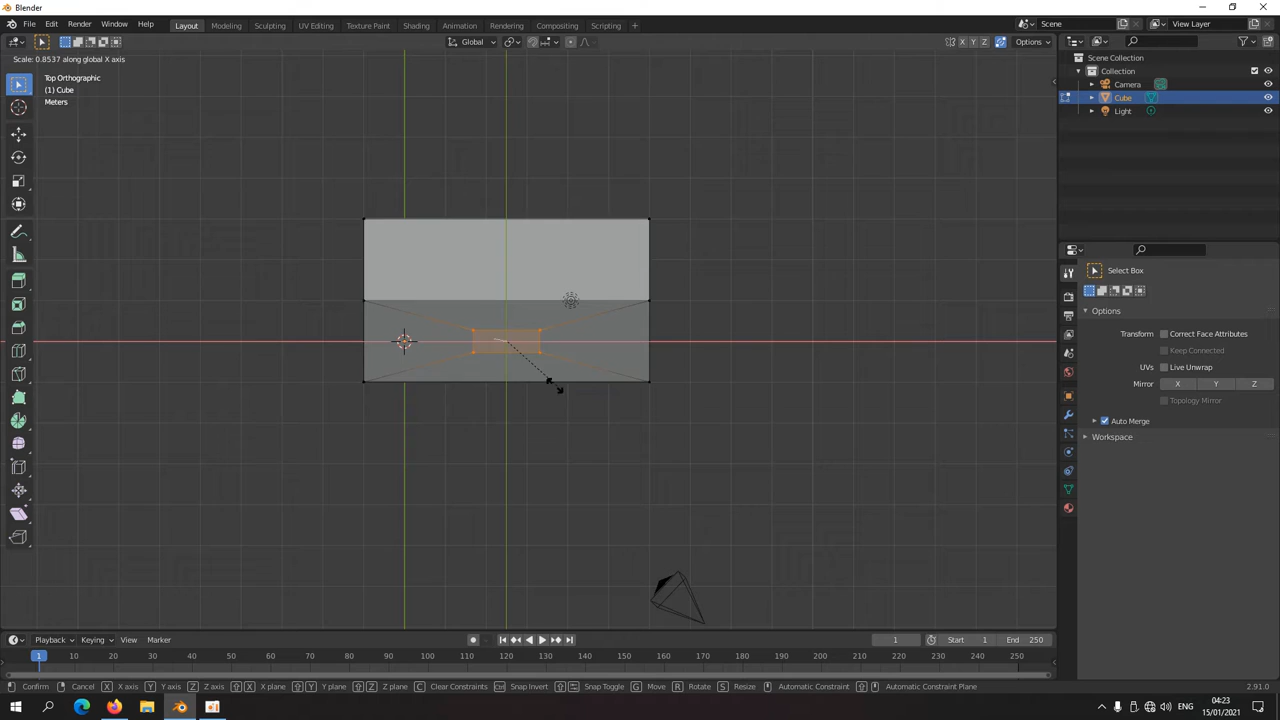 Blender
File Edit Render Window Help Layout Modeling Sculpting UV Editing Texture Paint Shading Animation Rendering Compositing Scripting + Scene View Layer
Global X Y Z Options
Scale: 0.8537 along global X axis
Top Orthographic
(1) Cube
Meters
Scene Collection
Collection
Camera
Cube
Light
Select Box
Options
Transform Correct Face Attributes
Keep Connected
UVs Live Unwrap
Mirror X Y Z
Topology Mirror
Auto Merge
Workspace
Playback Keying View Marker 1 Start 1 End 250
1 10 20 30 40 50 60 70 80 90 100 110 120 130 140 150 160 170 180 190 200 210 220 230 240 250
Confirm Cancel X X axis Y Y axis Z Z axis X X plane Y Y plane Z Z plane C Clear Constraints Ctrl Snap Invert Snap Toggle G Move R Rotate S Resize Automatic Constraint Automatic Constraint Plane 2.91.0
ENG 04:23
15/01/2021